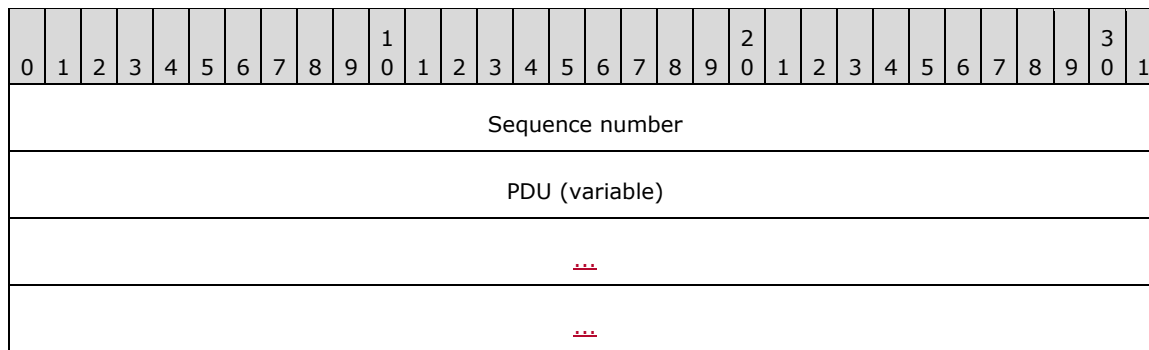 1 2 3
0 1 2 3 4 5 6 7 8 9 0 1 2 3 4 5 6 7 8 9 0 1 2 3 4 5 6 7 8 9 0 1
Sequence number
PDU (variable)
...
...